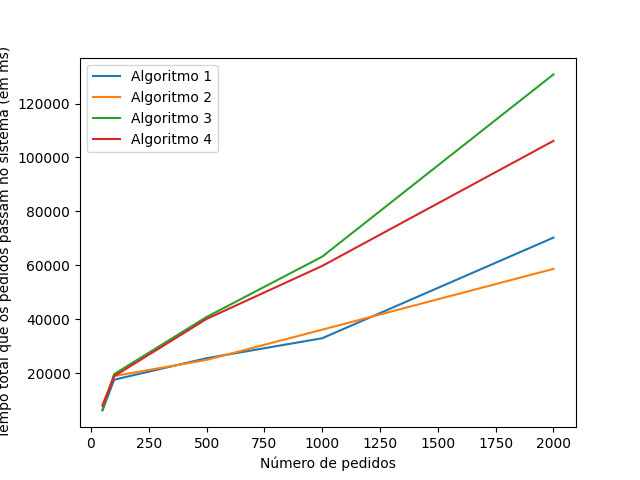 Algoritmo 1
Algoritmo 2
Algoritmo 3
Algoritmo 4
120000
100000
80000
60000
40000
20000
0
250
500
750
1000
1250
1500
1750
2000
Número de pedidos
Tempo total que os pedidos passam no sistema (em ms)